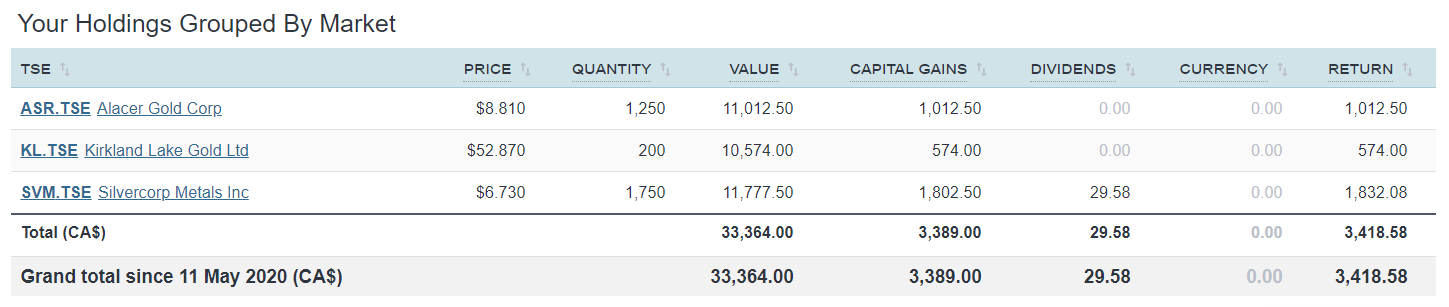 Your Holdings Grouped By Market
TSE PRICE QUANTITY VALUE CAPITAL GAINS DIVIDENDS CURRENCY RETURN
ASR.TSE Alacer Gold Corp $8.810 1,250 11,012.50 1,012.50 0.00 0.00 1,012.50
KL.TSE Kirkland Lake Gold Ltd $52.870 200 10,574.00 574.00 0.00 0.00 574.00
SVM.TSE Silvercorp Metals Inc $6.730 1,750 11,777.50 1,802.50 29.58 0.00 1,832.08
Total (CA$) 33,364.00 3,389.00 29.58 0.00 3,418.58
Grand total since 11 May 2020 (CA$) 33,364.00 3,389.00 29.58 0.00 3,418.58